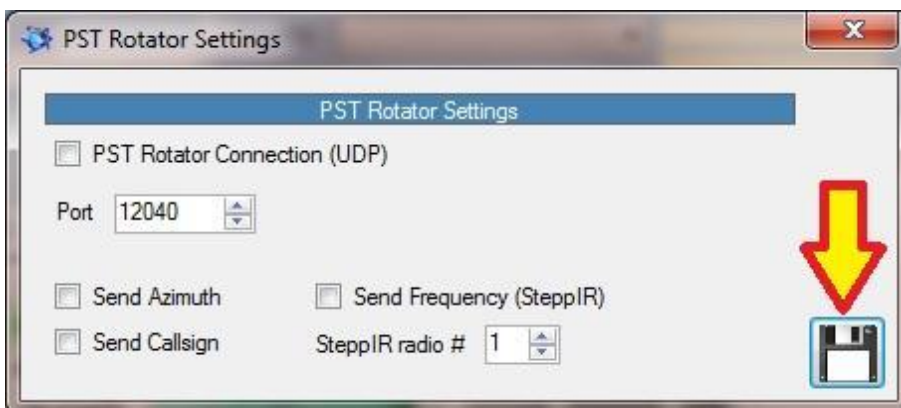 PST Rotator Settings
PST Rotator Settings
PST Rotator Connection (UDP)
Port 12040
Send Azimuth Send Frequency (SteppIR)
Send Callsign SteppIR radio # 1